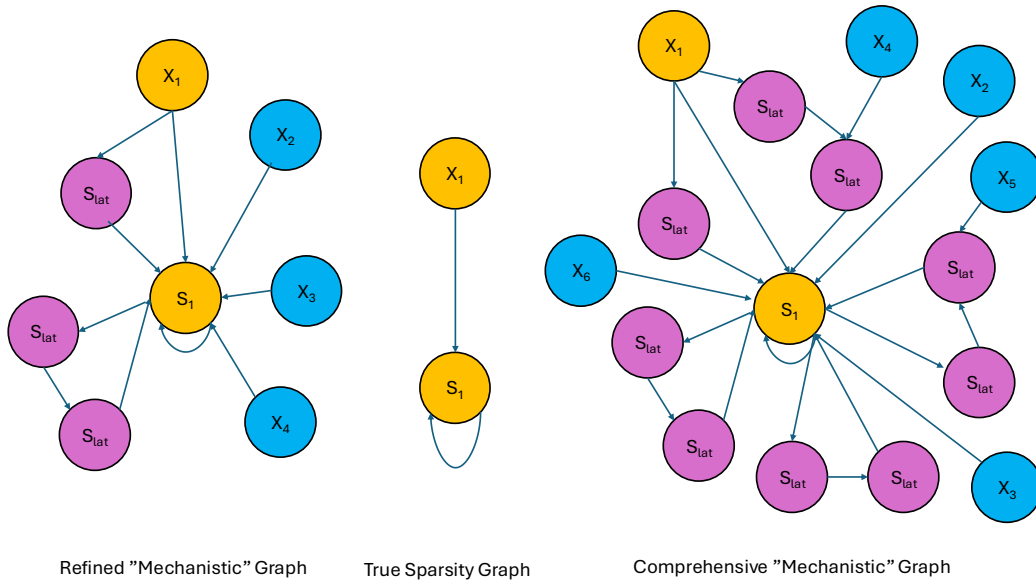 X1
X4
X1
X2
Slat
X2
X1
Slat
Slat
X5
Slat
Slat
X6
X3
S1
S1
Slat
Slat
Slat
S1
Slat
X4
Slat
Slat
Slat
Slat
X3
Refined ”Mechanistic” Graph
True Sparsity Graph
Comprehensive ”Mechanistic” Graph